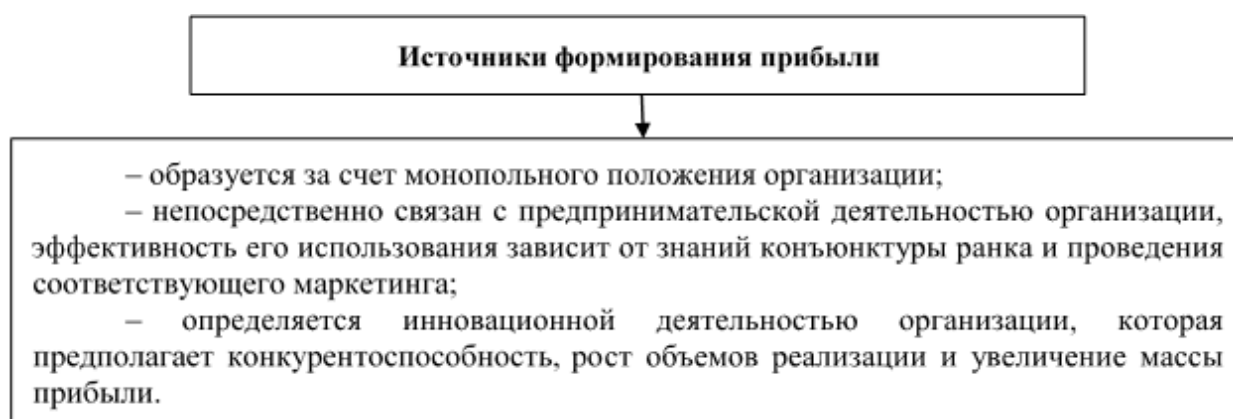 Источники формирования прибыли
– образуется за счет монопольного положения организации;
– непосредственно связан с предпринимательской деятельностью организации,
эффективность его использования зависит от знаний конъюнктуры ранка и проведения
соответствующего маркетинга;
– определяется инновационной деятельностью организации, которая
предполагает конкурентоспособность, рост объемов реализации и увеличение массы
прибыли.